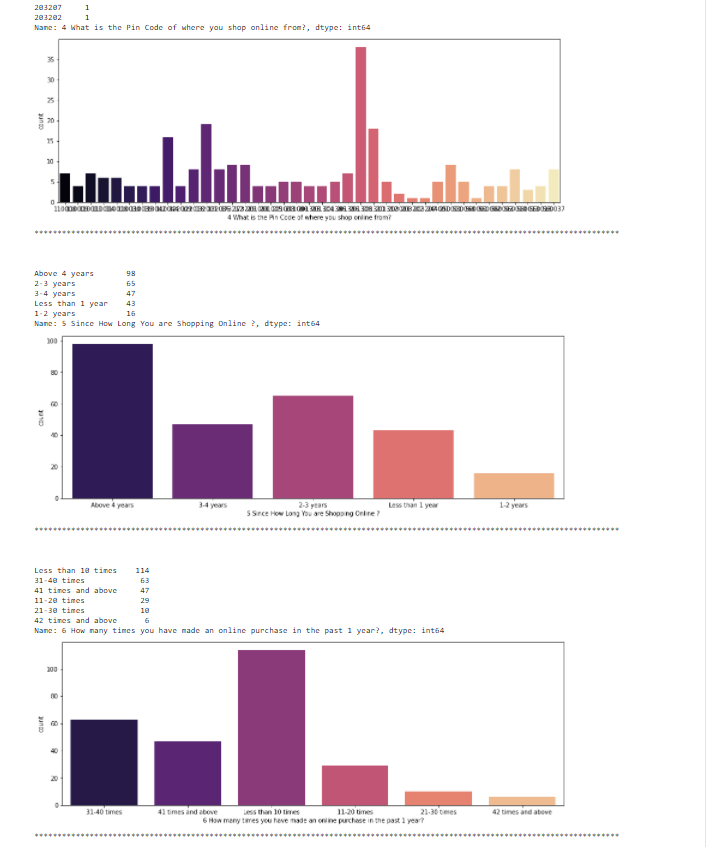 203207 1
203202 1
Name: 4 What is the Pin Code of where you shop online from?, dtype: int64
35
30
25
20
15
10
5
0
count
4 What is the Pin Code of where you shop online from?
Above 4 years 98
2-3 years 65
3-4 years 47
Less than 1 year 43
1-2 years 16
Name: 5 Since How Long You are Shopping Online ?, dtype: int64
100
80
60
40
20
0
count
Above 4 years 3-4 years 2-3 years Less than 1 year 1-2 years
5 Since How Long You are Shopping Online ?
Less than 10 times 114
31-40 times 63
41 times and above 47
11-20 times 29
21-30 times 10
42 times and above 6
Name: 6 How many times you have made an online purchase in the past 1 year?, dtype: int64
100
80
60
40
20
0
count
31-40 times 41 times and above Less than 10 times 11-20 times 21-30 times 42 times and above
6 How many times you have made an online purchase in the past 1 year?